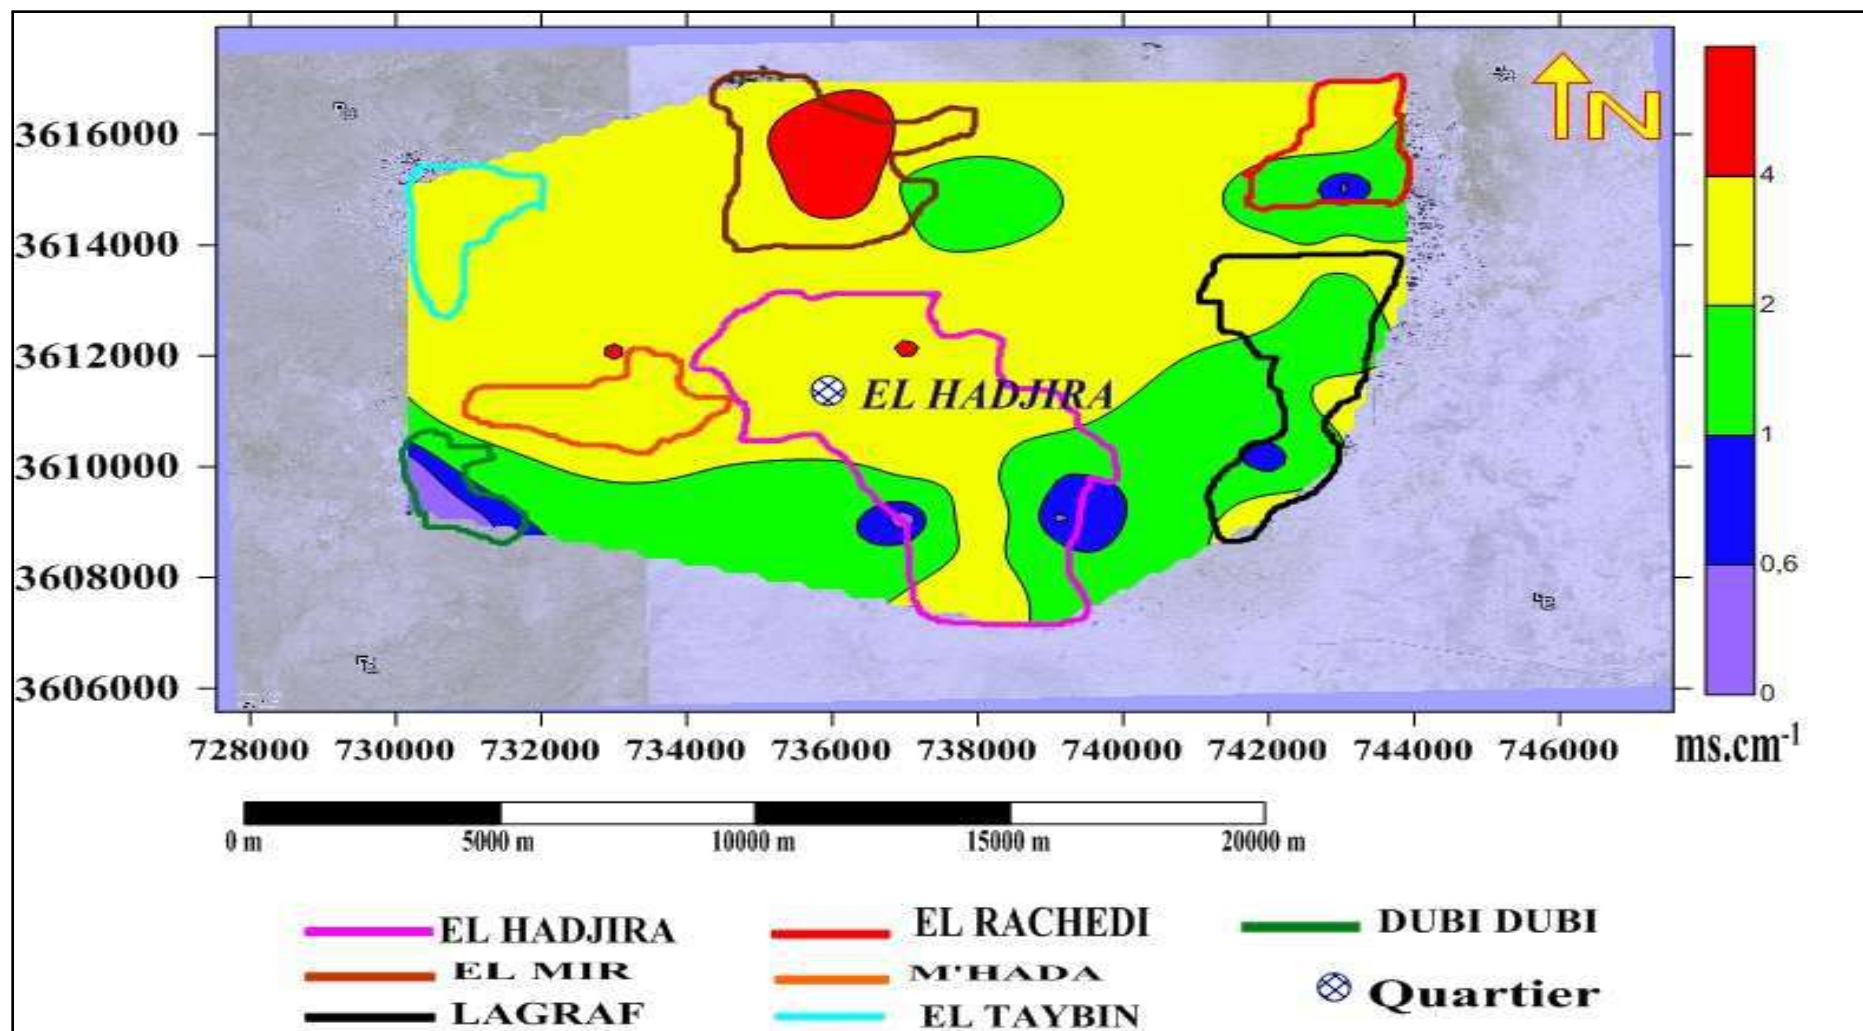 N
3616000
3614000
3612000
3610000
3608000
3606000
EL HADJIRA
4
2
1
0,6
0
728000 730000 732000 734000 736000 738000 740000 742000 744000 746000
ms.cm⁻¹
0 m 5000 m 10000 m 15000 m 20000 m
EL HADJIRA EL RACHEDI DUBI DUBI
EL MIR M'HADA Quartier
LAGRAF EL TAYBIN